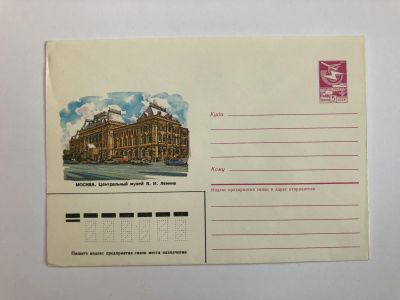 Куда
Кому
Индекс предприятия связи и адрес отправителя
МОСКВА. Центральный музей В. И. Ленина
Пишите индекс предприятия связи места назначения